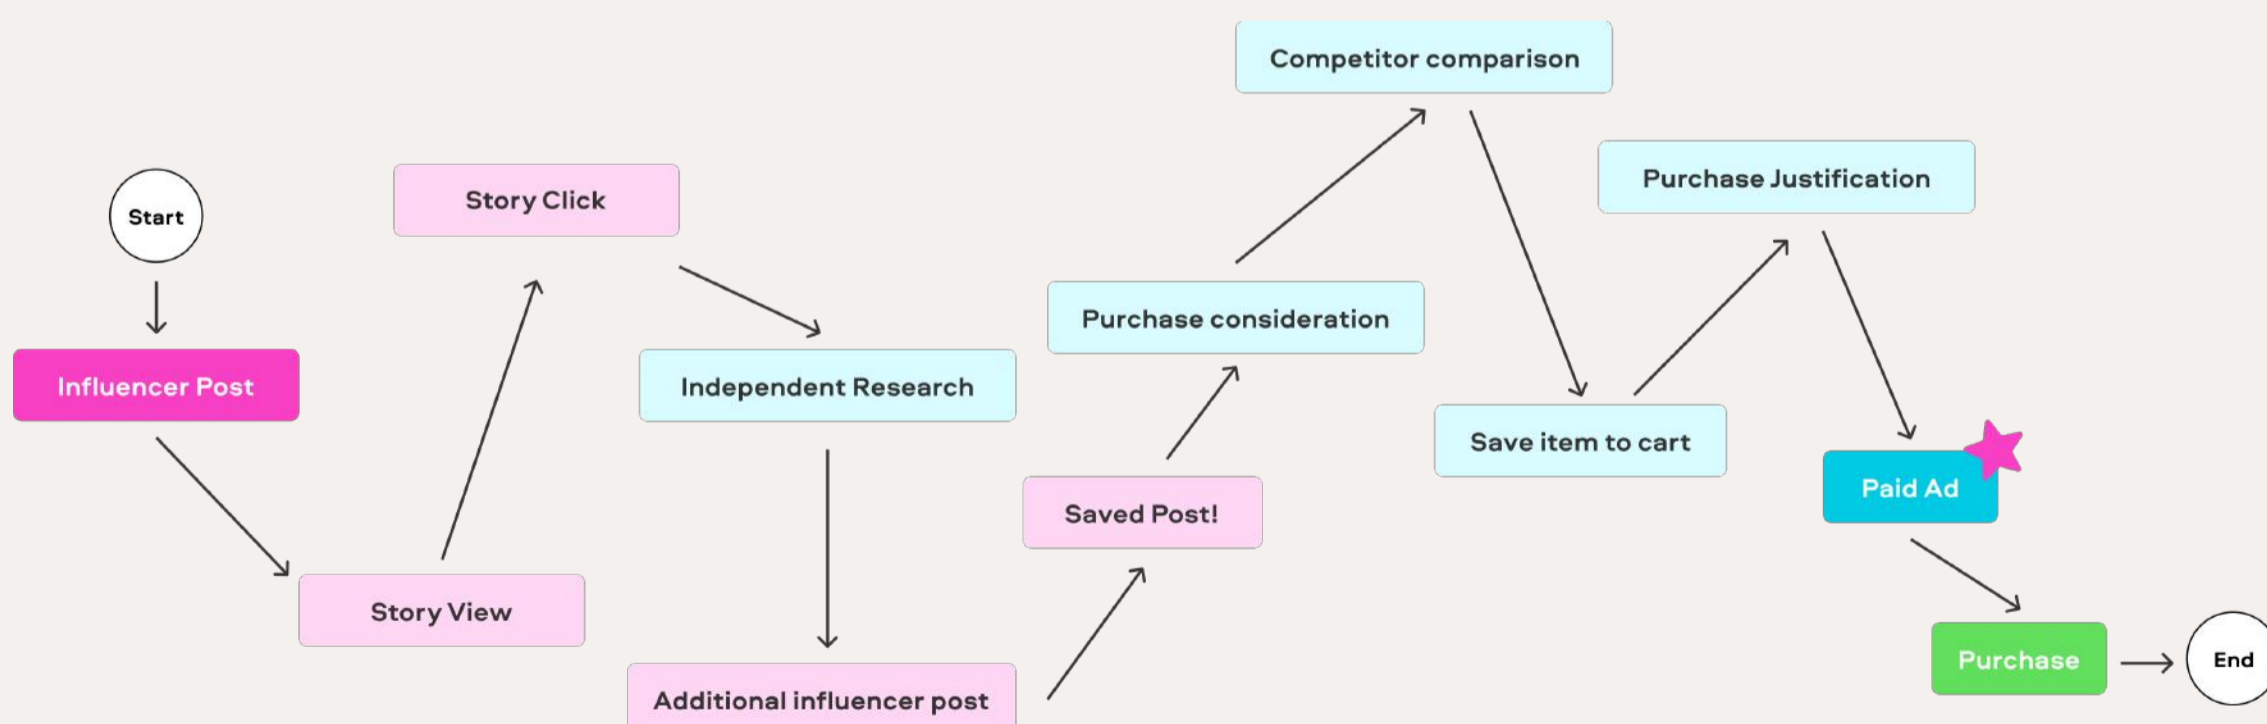 Start
Influencer Post
Story View
Story Click
Independent Research
Additional influencer post
Saved Post!
Purchase consideration
Competitor comparison
Save item to cart
Purchase Justification
Paid Ad
Purchase
End